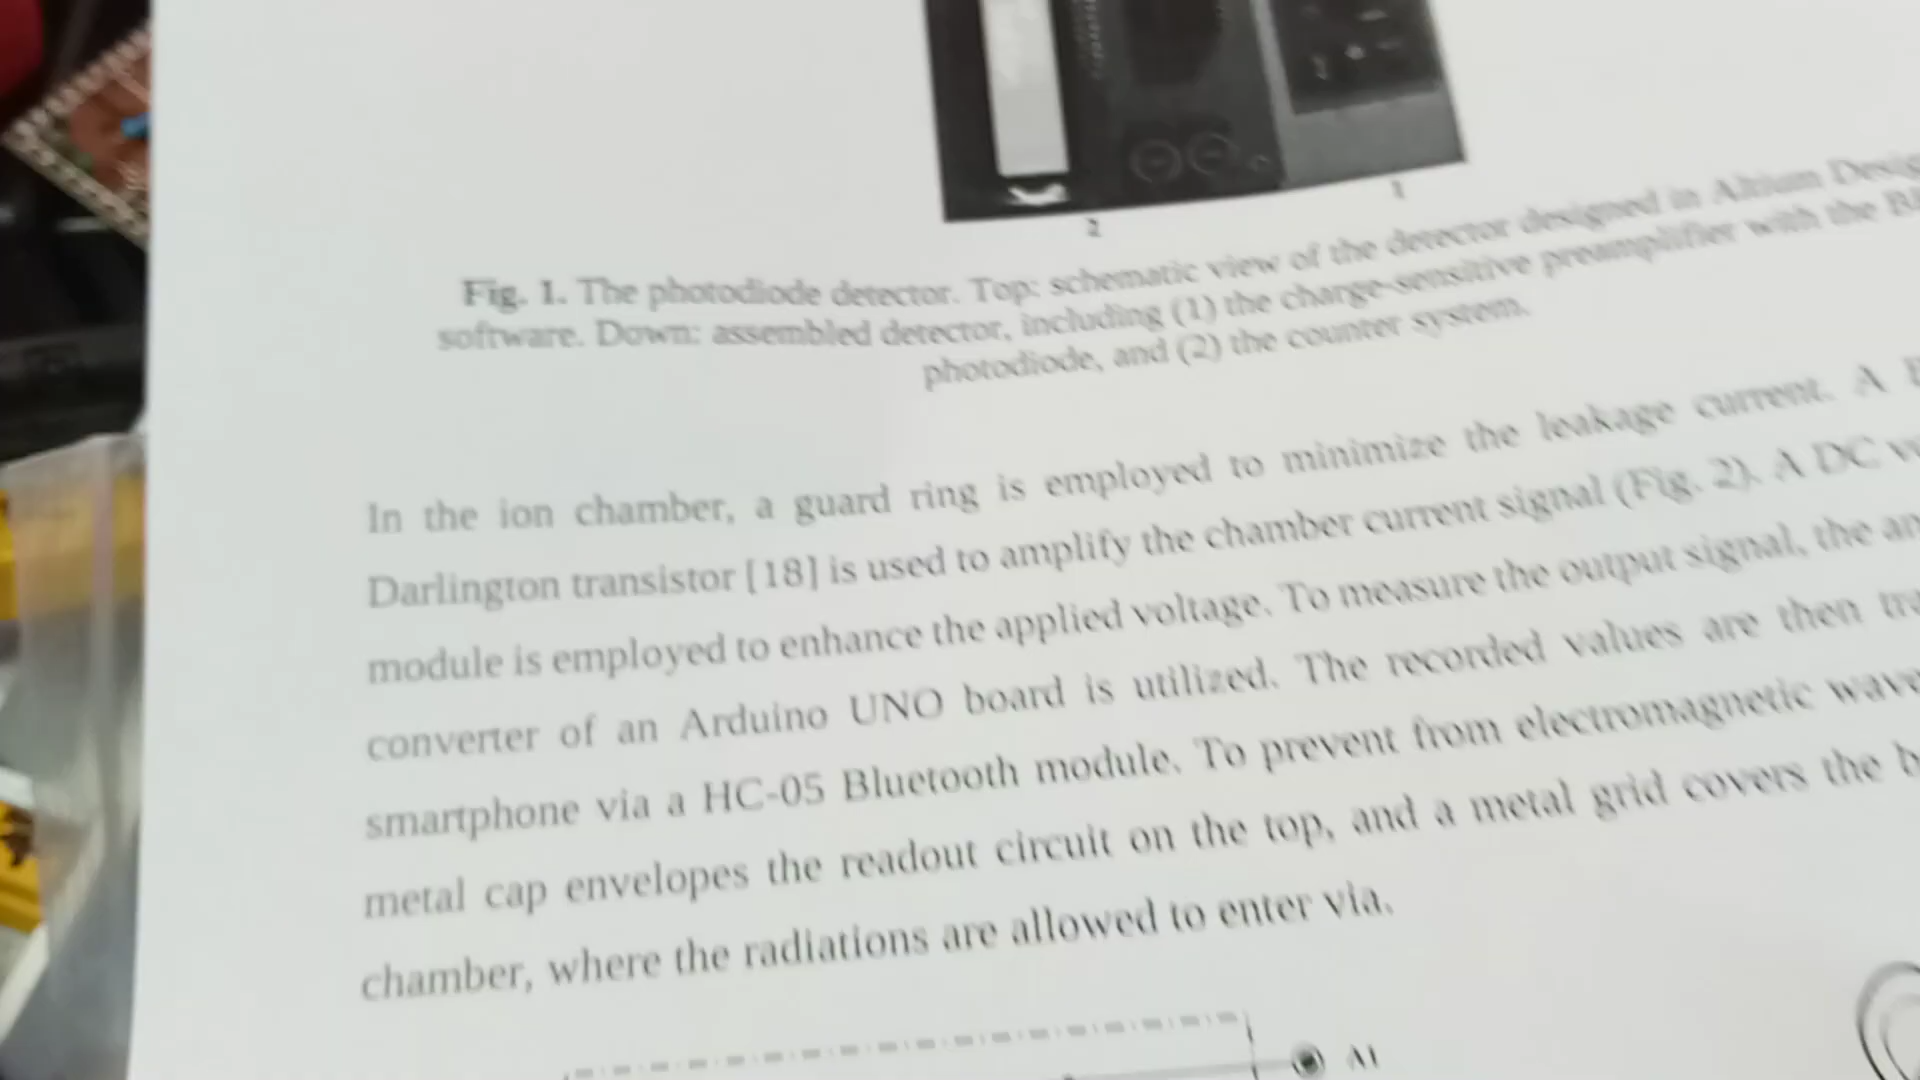 2
1
Fig. 1. The photodiode detector. Top: schematic view of the detector designed in Altium
software. Down: assembled detector, including (1) the charge-sensitive preamplifier with the
photodiode, and (2) the counter system.
In the ion chamber, a guard ring is employed to minimize the leakage current. A
Darlington transistor [18] is used to amplify the chamber current signal (Fig. 2). A DC
module is employed to enhance the applied voltage. To measure the output signal, the
converter of an Arduino UNO board is utilized. The recorded values are then
smartphone via a HC-05 Bluetooth module. To prevent from electromagnetic
metal cap envelopes the readout circuit on the top, and a metal grid covers the
chamber, where the radiations are allowed to enter via.